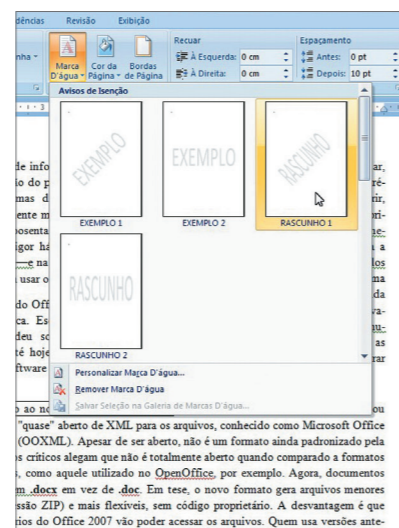 dências Revisão Exibição
Marca D'água
Cor da Página
Bordas de Página
Recuar
À Esquerda: 0 cm
À Direita: 0 cm
Espaçamento
Antes: 0 pt
Depois: 10 pt
Avisos de Isenção
EXEMPLO
EXEMPLO
RASCUNHO
EXEMPLO 1 EXEMPLO 2 RASCUNHO 1
RASCUNHO
RASCUNHO 2
Personalizar Marca D'água...
Remover Marca D'água
Salvar Seleção na Galeria de Marcas D'água...
ao no ou
"quase" aberto de XML para os arquivos, conhecido como Microsoft Office
(OOXML). Apesar de ser aberto, não é um formato ainda padronizado pela
s críticos alegam que não é totalmente aberto quando comparado a formatos
, como aquele utilizado no OpenOffice, por exemplo. Agora, documentos
m .docx em vez de .doc. Em tese, o novo formato gera arquivos menores
ssão ZIP) e mais flexíveis, sem código proprietário. A desvantagem é que
rios do Office 2007 vão poder acessar os arquivos. Quem usa versões ante-